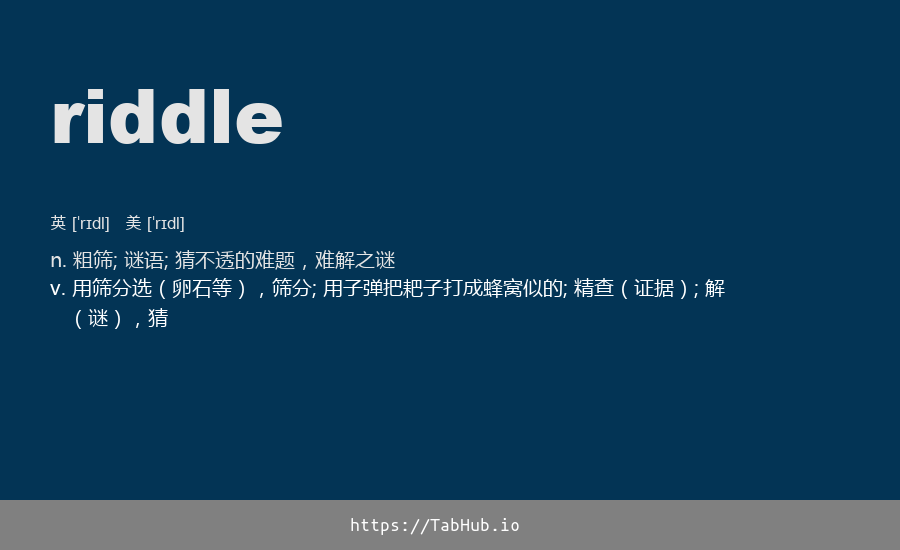 riddle
英 [ˈrɪdl] 美 [ˈrɪdl]
n. 粗筛; 谜语; 猜不透的难题，难解之谜
v. 用筛分选（卵石等），筛分; 用子弹把耙子打成蜂窝似的; 精查（证据）; 解
（谜），猜
https://TabHub.io